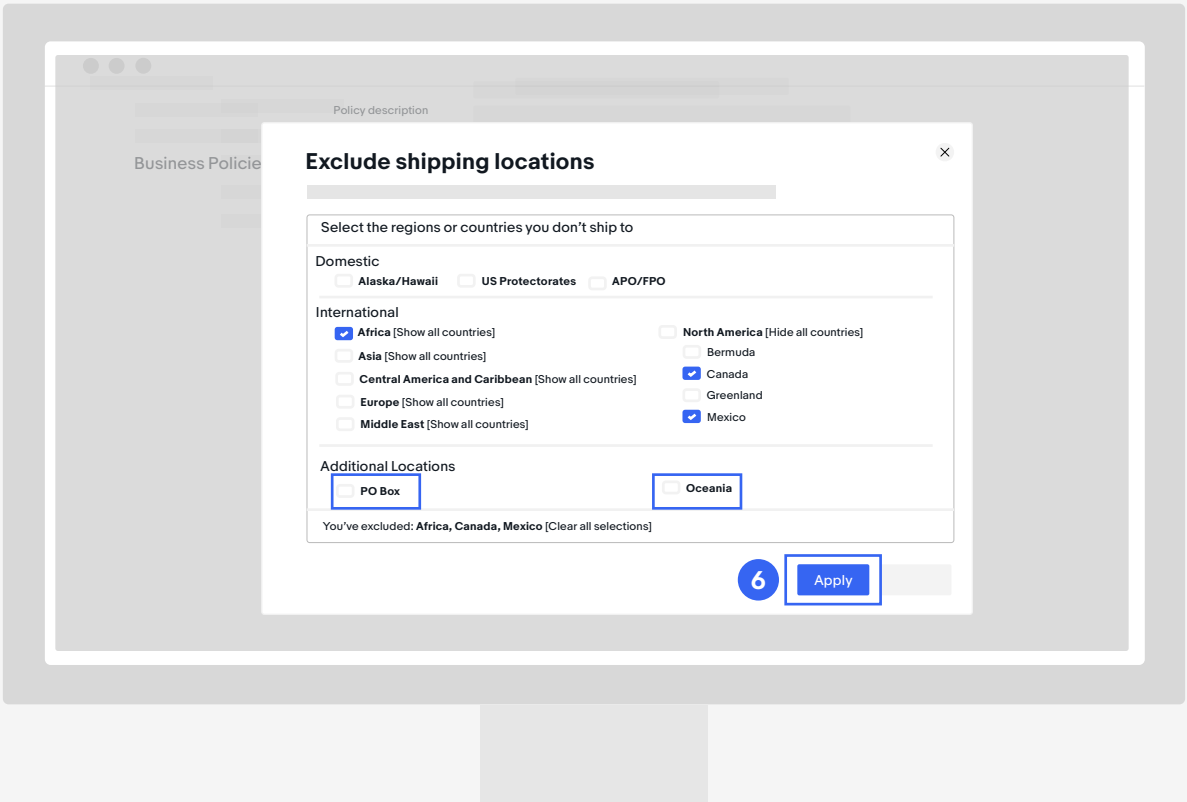 Policy description
Business Policie
Exclude shipping locations
Select the regions or countries you don't ship to
Domestic
Alaska/Hawaii US Protectorates APO/FPO
International
Africa [Show all countries]
Asia [Show all countries]
Central America and Caribbean [Show all countries]
Europe [Show all countries]
Middle East [Show all countries]
North America [Hide all countries]
Bermuda
Canada
Greenland
Mexico
Additional Locations
PO Box
Oceania
You've excluded: Africa, Canada, Mexico [Clear all selections]
6 Apply